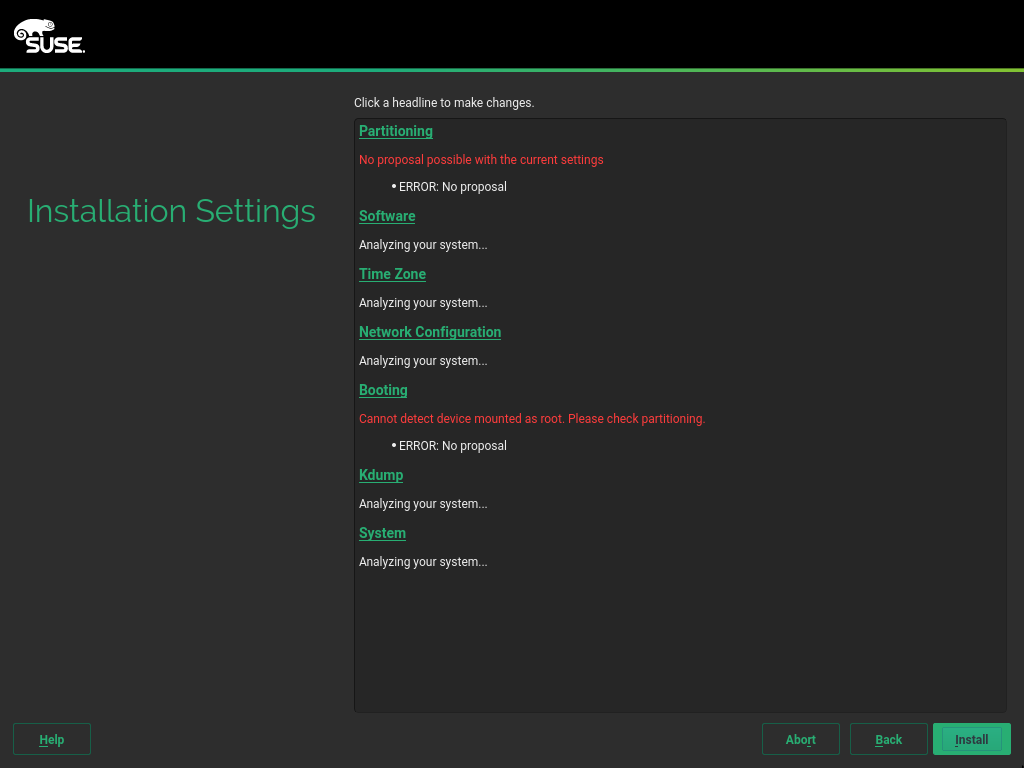 SUSE.
Click a headline to make changes.
Installation Settings
Partitioning
No proposal possible with the current settings
• ERROR: No proposal
Software
Analyzing your system...
Time Zone
Analyzing your system...
Network Configuration
Analyzing your system...
Booting
Cannot detect device mounted as root. Please check partitioning.
• ERROR: No proposal
Kdump
Analyzing your system...
System
Analyzing your system...
Help
Abort
Back
Install